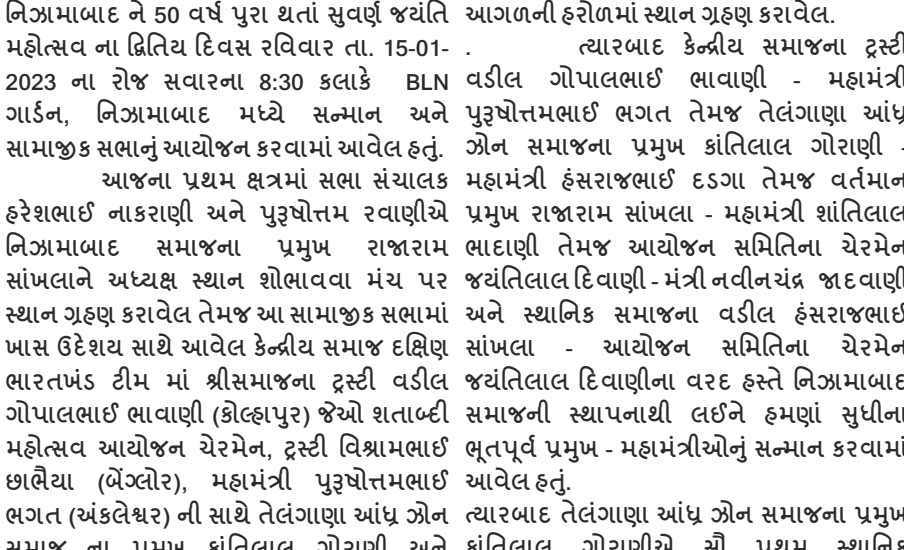 નિઝામાબાદ ને 50 વર્ષ પુરા થતાં સુવર્ણ જયંતિ
મહોત્સવ ના દ્વિતિય દિવસ રવિવાર તા. 15-01-
2023 ના રોજ સવારના 8:30 કલાકે BLN
ગાર્ડન, નિઝામાબાદ મધ્યે સન્માન અને
સામાજીક સભાનું આયોજન કરવામાં આવેલ હતું.
આજના પ્રથમ ક્ષત્રમાં સભા સંચાલક
હરેશભાઈ નાકરાણી અને પુરૂષોત્તમ રવાણીએ
નિઝામાબાદ સમાજના પ્રમુખ રાજારામ
સાંખલાને અધ્યક્ષ સ્થાન શોભાવવા મંચ પર
સ્થાન ગ્રહણ કરાવેલ તેમજ આ સામાજીક સભામાં
ખાસ ઉદેશય સાથે આવેલ કેન્દ્રીય સમાજ દક્ષિણ
ભારતખંડ ટીમ માં શ્રીસમાજના ટ્રસ્ટી વડીલ
ગોપાલભાઈ ભાવાણી (કોલ્હાપુર) જેઓ શતાબ્દી
મહોત્સવ આયોજન ચેરમેન, ટ્રસ્ટી વિશ્રામભાઈ
છાભૈયા (બેંગ્લોર), મહામંત્રી પુરૂષોત્તમભાઈ
ભગત (અંકલેશ્વર) ની સાથે તેલંગાણા આંધ્ર ઝોન
સમાજ ના પ્રમુખ કાંતિલાલ ગોરાણી અને
આગળની હરોળમાં સ્થાન ગ્રહણ કરાવેલ.
. ત્યારબાદ કેન્દ્રીય સમાજના ટ્રસ્ટી
વડીલ ગોપાલભાઈ ભાવાણી - મહામંત્રી
પુરૂષોત્તમભાઈ ભગત તેમજ તેલંગાણા આંધ્ર
ઝોન સમાજના પ્રમુખ કાંતિલાલ ગોરાણી -
મહામંત્રી હંસરાજભાઈ દડગા તેમજ વર્તમાન
પ્રમુખ રાજારામ સાંખલા - મહામંત્રી શાંતિલાલ
ભાદાણી તેમજ આયોજન સમિતિના ચેરમેન
જયંતિલાલ દિવાણી - મંત્રી નવીનચંદ્ર જાદવાણી
અને સ્થાનિક સમાજના વડીલ હંસરાજભાઈ
સાંખલા - આયોજન સમિતિના ચેરમેન
જયંતિલાલ દિવાણીના વરદ હસ્તે નિઝામાબાદ
સમાજની સ્થાપનાથી લઈને હમણાં સુધીના
ભૂતપૂર્વ પ્રમુખ - મહામંત્રીઓનું સન્માન કરવામાં
આવેલ હતું.
ત્યારબાદ તેલંગાણા આંધ્ર ઝોન સમાજના પ્રમુખ
કાંતિલાલ ગોરાણીએ સૌ પ્રથમ સ્થાનિક